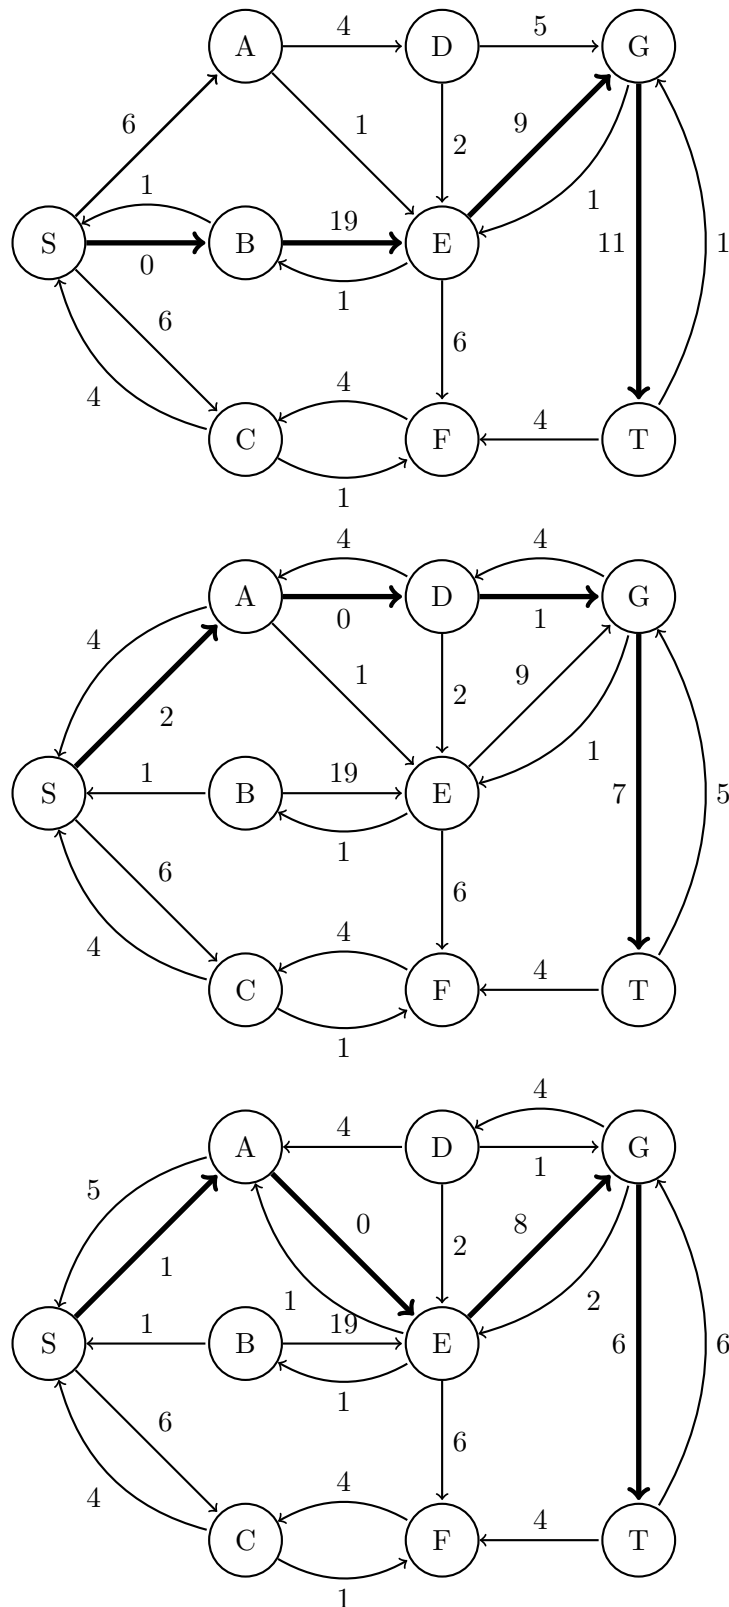 A 4 D 5 G
6 1 2 9
1 19 1
S 0 B 1 E 11 1
6 6
4 4
C 1 F 4 T
4 4
A 0 D 1 G
4 2 1 2 9
1 19 1
S B 1 E 7 5
6 6
4 4
C 1 F 4 T
4 4
A D 1 G
5 1 0 2 8
1 1 19 2
S B 1 E 6 6
6 6
4 4
C 1 F 4 T